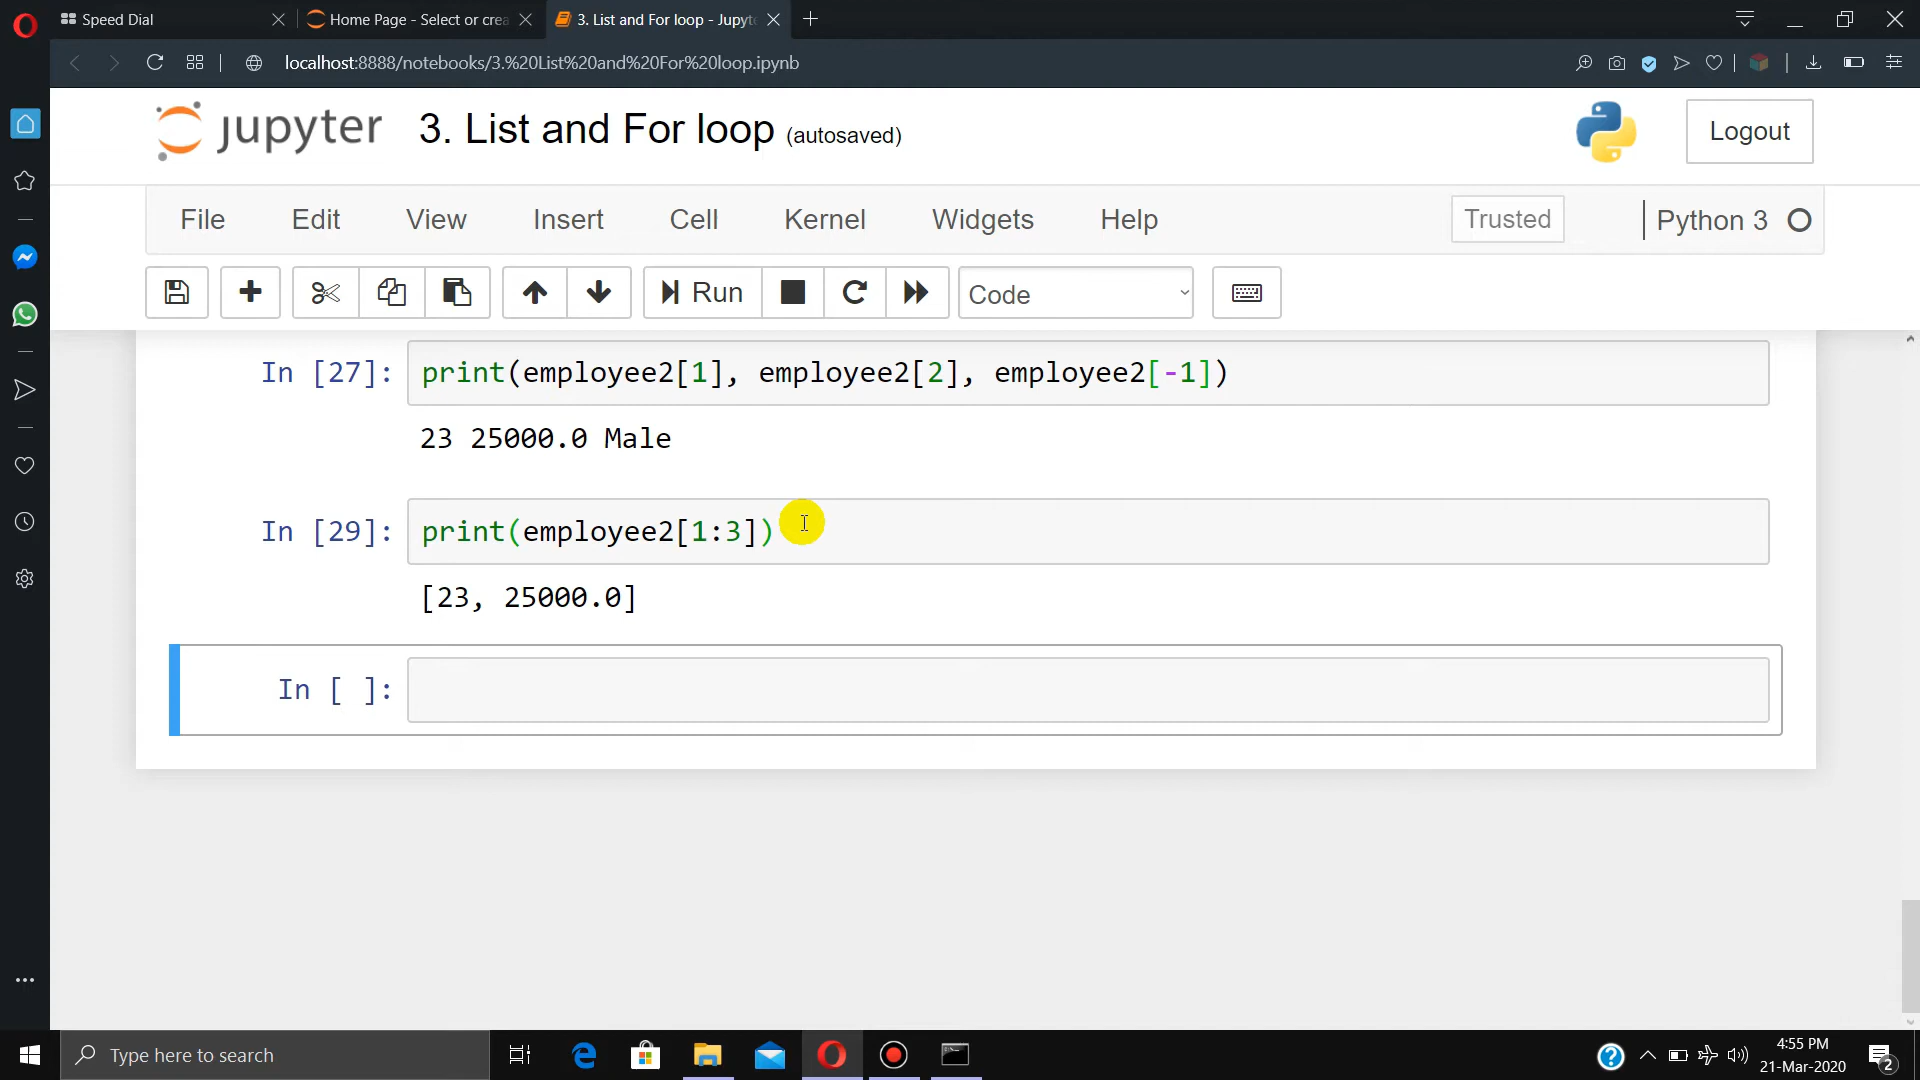 Speed Dial
Home Page - Select or crea
3. List and For loop - Jupyt
localhost:8888/notebooks/3.%20List%20and%20For%20loop.ipynb
jupyter 3. List and For loop (autosaved)
Logout
File Edit View Insert Cell Kernel Widgets Help
Trusted
Python 3
Run
Code
In [27]: print(employee2[1], employee2[2], employee2[-1])
23 25000.0 Male
In [29]: print(employee2[1:3])
[23, 25000.0]
In [ ]:
Type here to search
4:55 PM
21-Mar-2020
2